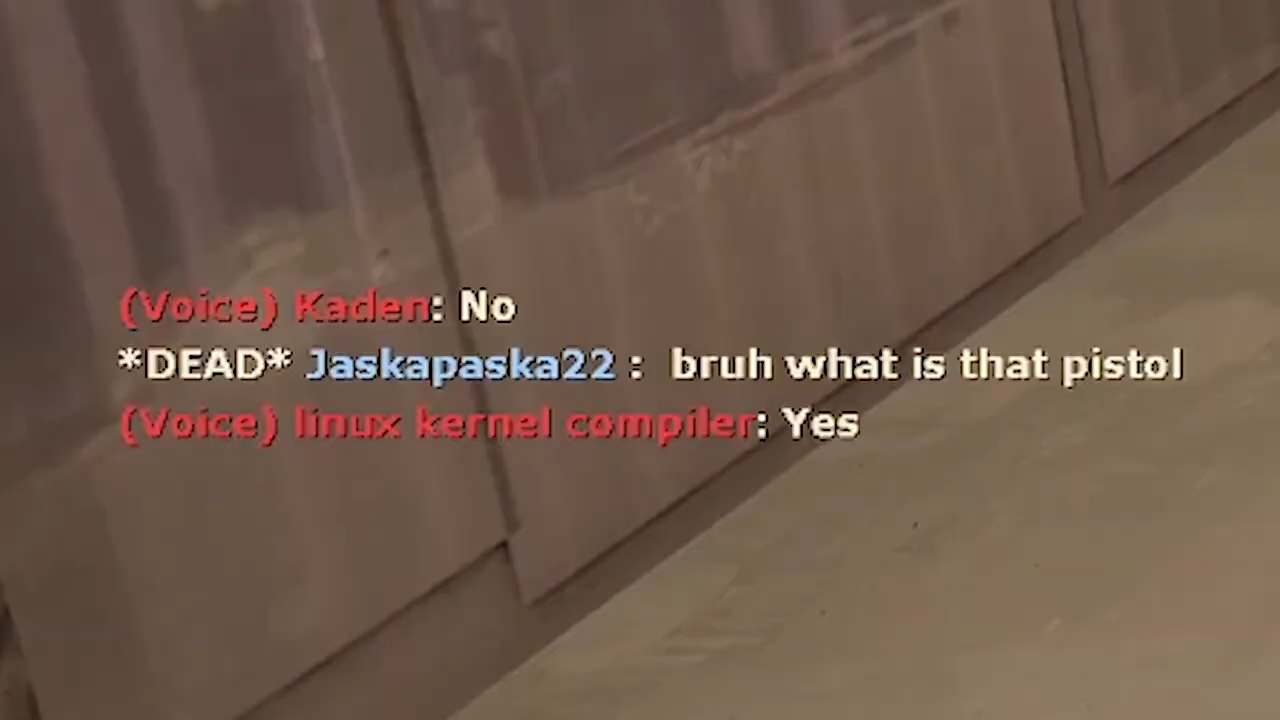 (Voice) Kaden: No
*DEAD* Jaskapaska22 :  bruh what is that pistol
(Voice) linux kernel compiler: Yes